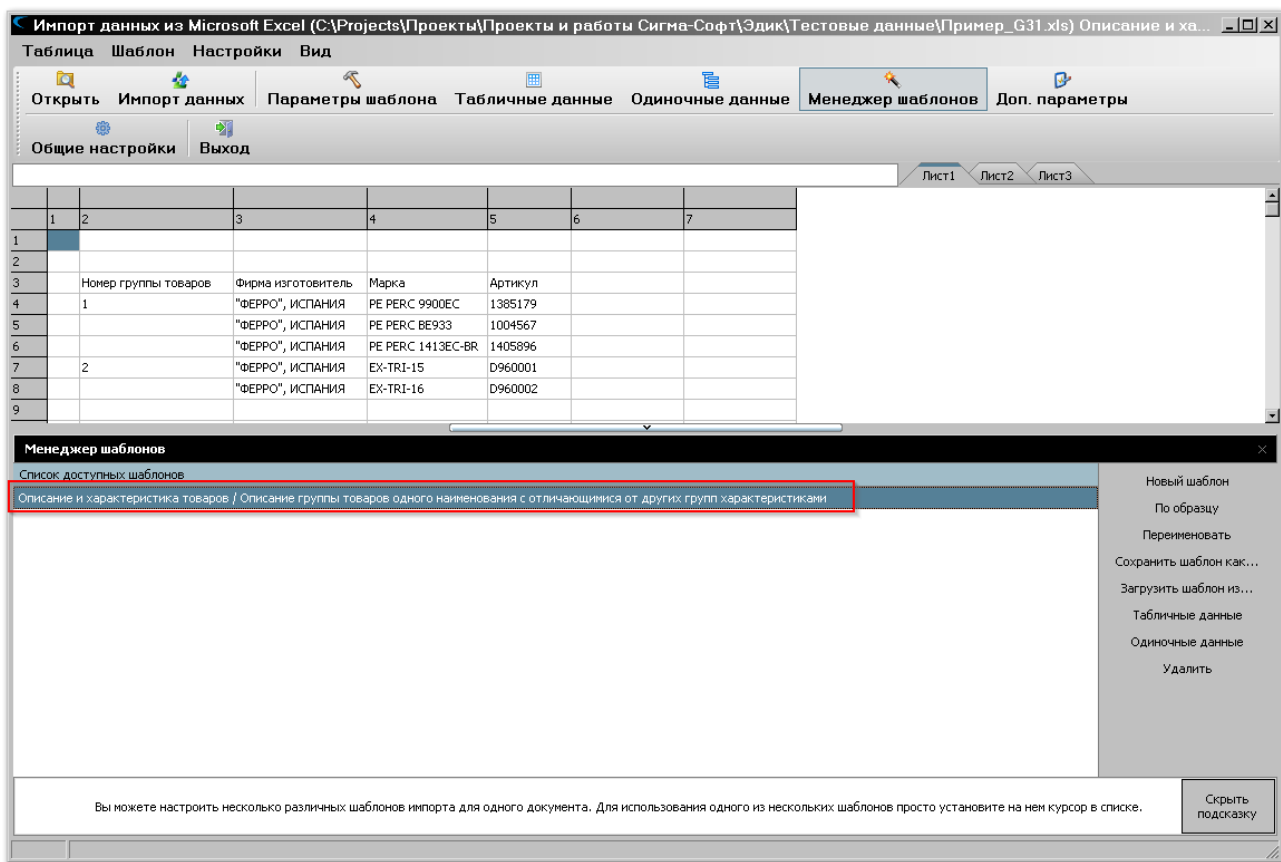 Импорт данных из Microsoft Excel (C:\Projects\Проекты\Проекты и работы Сигма-Софт\Эдик\Тестовые данные\Пример_G31.xls) Описание и ха...
Таблица Шаблон Настройки Вид
Открыть Импорт данных Параметры шаблона Табличные данные Одиночные данные Менеджер шаблонов Доп. параметры
Общие настройки Выход
Лист1 Лист2 Лист3
1 2 3 4 5 6 7
1
2
3 Номер группы товаров Фирма изготовитель Марка Артикул
4 1 "ФЕРРО", ИСПАНИЯ PE PERC 9900EC 1385179
5 "ФЕРРО", ИСПАНИЯ PE PERC BE933 1004567
6 "ФЕРРО", ИСПАНИЯ PE PERC 1413EC-BR 1405896
7 2 "ФЕРРО", ИСПАНИЯ EX-TRI-15 D960001
8 "ФЕРРО", ИСПАНИЯ EX-TRI-16 D960002
9
Менеджер шаблонов
Список доступных шаблонов
Описание и характеристика товаров / Описание группы товаров одного наименования с отличающимися от других групп характеристиками
Новый шаблон
По образцу
Переименовать
Сохранить шаблон как...
Загрузить шаблон из...
Табличные данные
Одиночные данные
Удалить
Вы можете настроить несколько различных шаблонов импорта для одного документа. Для использования одного из нескольких шаблонов просто установите на нем курсор в списке.
Скрыть
подсказку